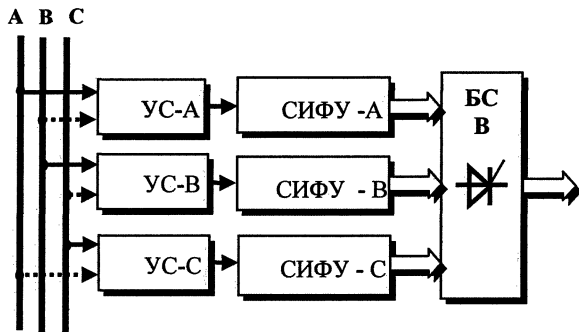 А В С
УС-А
СИФУ -А
БС
В
УС-В
СИФУ - В
УС-С
СИФУ - С